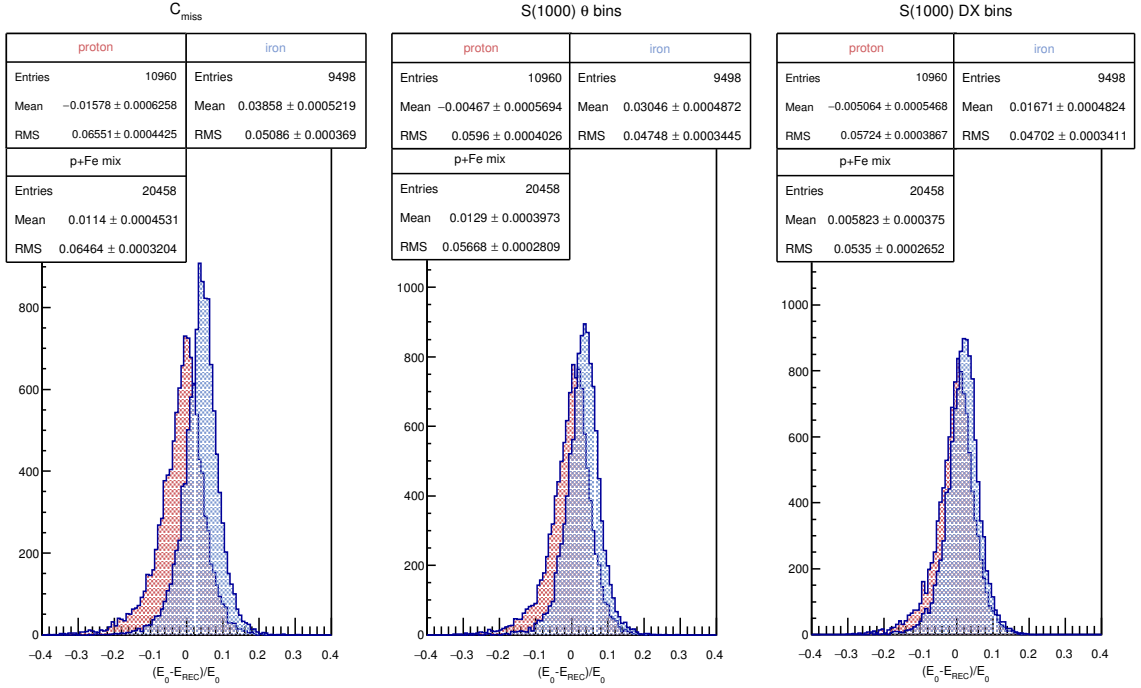 C_miss
proton iron
Entries 10960 Entries 9498
Mean −0.01578 ± 0.0006258 Mean 0.03858 ± 0.0005219
RMS 0.06551 ± 0.0004425 RMS 0.05086 ± 0.000369
p+Fe mix
Entries 20458
Mean 0.0114 ± 0.0004531
RMS 0.06464 ± 0.0003204
800
600
400
200
0
−0.4 −0.3 −0.2 −0.1 0 0.1 0.2 0.3 0.4
(E_0-E_REC)/E_0
S(1000) θ bins
proton iron
Entries 10960 Entries 9498
Mean −0.00467 ± 0.0005694 Mean 0.03046 ± 0.0004872
RMS 0.0596 ± 0.0004026 RMS 0.04748 ± 0.0003445
p+Fe mix
Entries 20458
Mean 0.0129 ± 0.0003973
RMS 0.05668 ± 0.0002809
1000
800
600
400
200
0
−0.4 −0.3 −0.2 −0.1 0 0.1 0.2 0.3 0.4
(E_0-E_REC)/E_0
S(1000) DX bins
proton iron
Entries 10960 Entries 9498
Mean −0.005064 ± 0.0005468 Mean 0.01671 ± 0.0004824
RMS 0.05724 ± 0.0003867 RMS 0.04702 ± 0.0003411
p+Fe mix
Entries 20458
Mean 0.005823 ± 0.000375
RMS 0.0535 ± 0.0002652
1000
800
600
400
200
0
−0.4 −0.3 −0.2 −0.1 0 0.1 0.2 0.3 0.4
(E_0-E_REC)/E_0